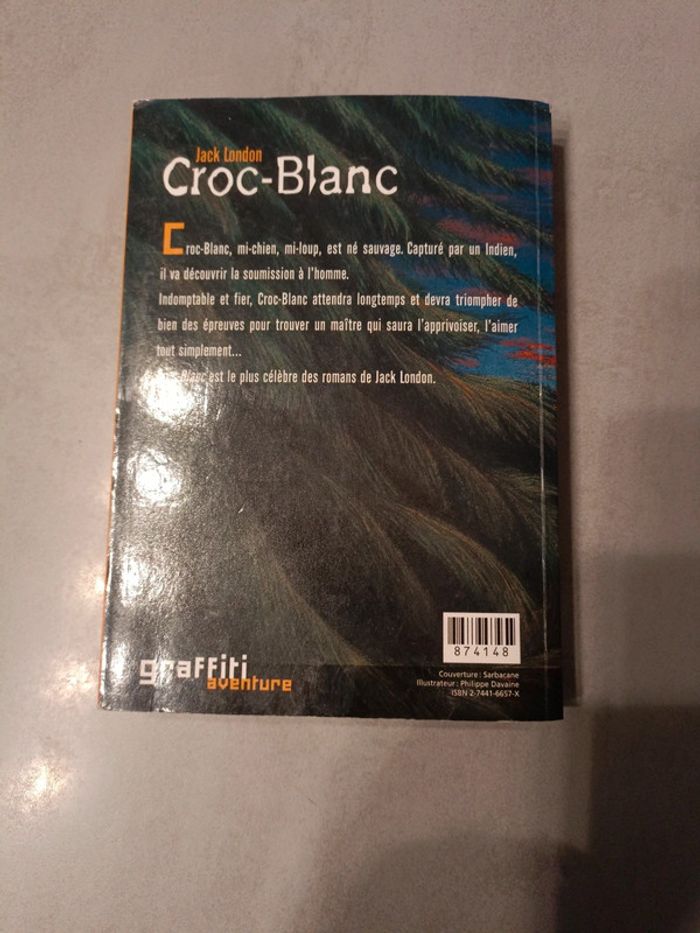 Jack London
Croc-Blanc
Croc-Blanc, mi-chien, mi-loup, est né sauvage. Capturé par un Indien,
il va découvrir la soumission à l'homme.
Indomptable et fier, Croc-Blanc attendra longtemps et devra triompher de
bien des épreuves pour trouver un maître qui saura l'apprivoiser, l'aimer
tout simplement...
Blanc est le plus célèbre des romans de Jack London.
874148
graffiti
aventure
Couverture : Sarbacane
Illustrateur : Philippe Davaine
ISBN 2-7441-6657-X